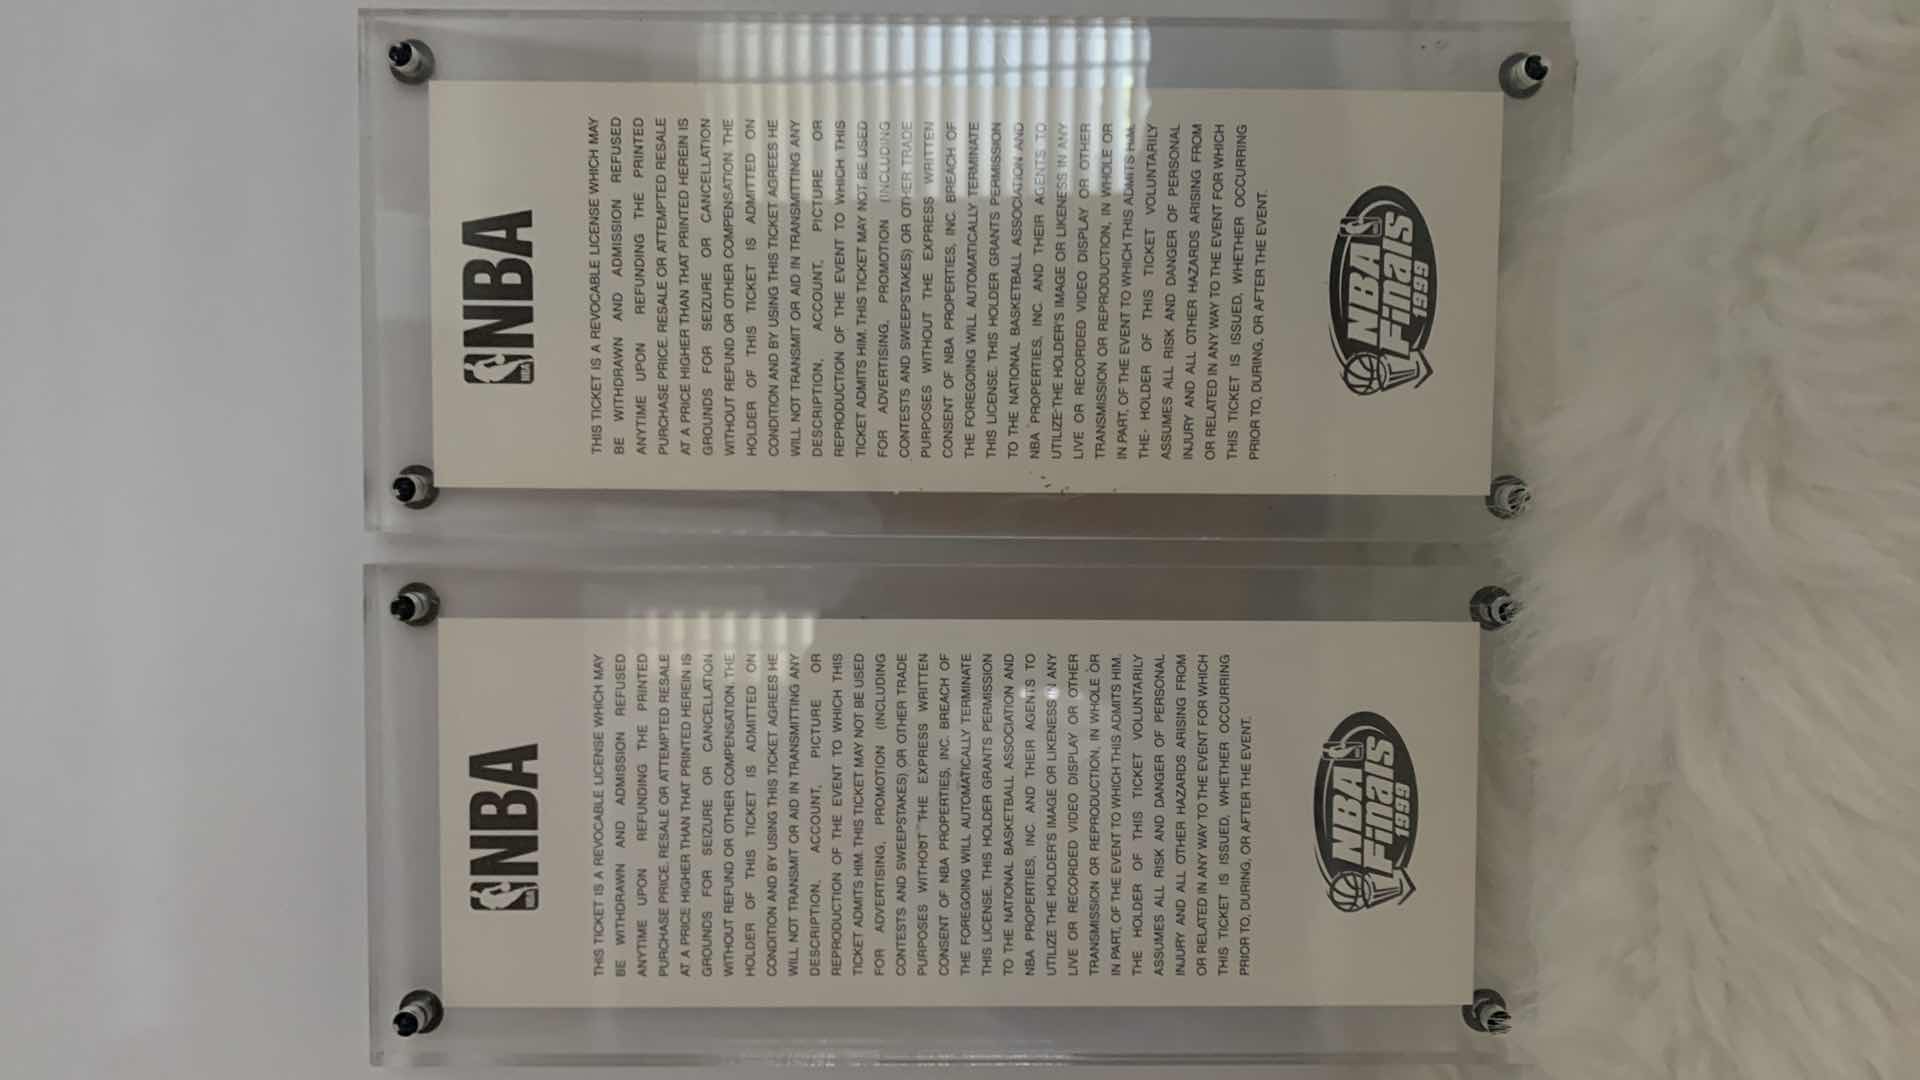 NBA
NBA
THIS TICKET IS A REVOCABLE LICENSE WHICH MAY
BE WITHDRAWN AND ADMISSION REFUSED
ANYTIME UPON REFUNDING THE PRINTED
PURCHASE PRICE. RESALE OR ATTEMPTED RESALE
AT A PRICE HIGHER THAN THAT PRINTED HEREIN IS
GROUNDS FOR SEIZURE OR CANCELLATION
WITHOUT REFUND OR OTHER COMPENSATION. THE
HOLDER OF THIS TICKET IS ADMITTED ON
CONDITION AND BY USING THIS TICKET AGREES HE
WILL NOT TRANSMIT OR AID IN TRANSMITTING ANY
DESCRIPTION, ACCOUNT, PICTURE OR
REPRODUCTION OF THE EVENT TO WHICH THIS
TICKET ADMITS HIM. THIS TICKET MAY NOT BE USED
FOR ADVERTISING, PROMOTION (INCLUDING
CONTESTS AND SWEEPSTAKES) OR OTHER TRADE
PURPOSES WITHOUT THE EXPRESS WRITTEN
CONSENT OF NBA PROPERTIES, INC. BREACH OF
THE FOREGOING WILL AUTOMATICALLY TERMINATE
THIS LICENSE. THIS HOLDER GRANTS PERMISSION
TO THE NATIONAL BASKETBALL ASSOCIATION AND
NBA PROPERTIES, INC. AND THEIR AGENTS TO
UTILIZE THE HOLDER'S IMAGE OR LIKENESS IN ANY
LIVE OR RECORDED VIDEO DISPLAY OR OTHER
TRANSMISSION OR REPRODUCTION, IN WHOLE OR
IN PART, OF THE EVENT TO WHICH THIS ADMITS HIM.
THE HOLDER OF THIS TICKET VOLUNTARILY
ASSUMES ALL RISK AND DANGER OF PERSONAL
INJURY AND ALL OTHER HAZARDS ARISING FROM
OR RELATED IN ANY WAY TO THE EVENT FOR WHICH
THIS TICKET IS ISSUED, WHETHER OCCURRING
PRIOR TO, DURING, OR AFTER THE EVENT.
NBA
Finals
1999
NBA
NBA
THIS TICKET IS A REVOCABLE LICENSE WHICH MAY
BE WITHDRAWN AND ADMISSION REFUSED
ANYTIME UPON REFUNDING THE PRINTED
PURCHASE PRICE. RESALE OR ATTEMPTED RESALE
AT A PRICE HIGHER THAN THAT PRINTED HEREIN IS
GROUNDS FOR SEIZURE OR CANCELLATION
WITHOUT REFUND OR OTHER COMPENSATION. THE
HOLDER OF THIS TICKET IS ADMITTED ON
CONDITION AND BY USING THIS TICKET AGREES HE
WILL NOT TRANSMIT OR AID IN TRANSMITTING ANY
DESCRIPTION, ACCOUNT, PICTURE OR
REPRODUCTION OF THE EVENT TO WHICH THIS
TICKET ADMITS HIM. THIS TICKET MAY NOT BE USED
FOR ADVERTISING, PROMOTION (INCLUDING
CONTESTS AND SWEEPSTAKES) OR OTHER TRADE
PURPOSES WITHOUT THE EXPRESS WRITTEN
CONSENT OF NBA PROPERTIES, INC. BREACH OF
THE FOREGOING WILL AUTOMATICALLY TERMINATE
THIS LICENSE. THIS HOLDER GRANTS PERMISSION
TO THE NATIONAL BASKETBALL ASSOCIATION AND
NBA PROPERTIES, INC. AND THEIR AGENTS TO
UTILIZE THE HOLDER'S IMAGE OR LIKENESS IN ANY
LIVE OR RECORDED VIDEO DISPLAY OR OTHER
TRANSMISSION OR REPRODUCTION, IN WHOLE OR
IN PART, OF THE EVENT TO WHICH THIS ADMITS HIM.
THE HOLDER OF THIS TICKET VOLUNTARILY
ASSUMES ALL RISK AND DANGER OF PERSONAL
INJURY AND ALL OTHER HAZARDS ARISING FROM
OR RELATED IN ANY WAY TO THE EVENT FOR WHICH
THIS TICKET IS ISSUED, WHETHER OCCURRING
PRIOR TO, DURING, OR AFTER THE EVENT.
NBA
Finals
1999